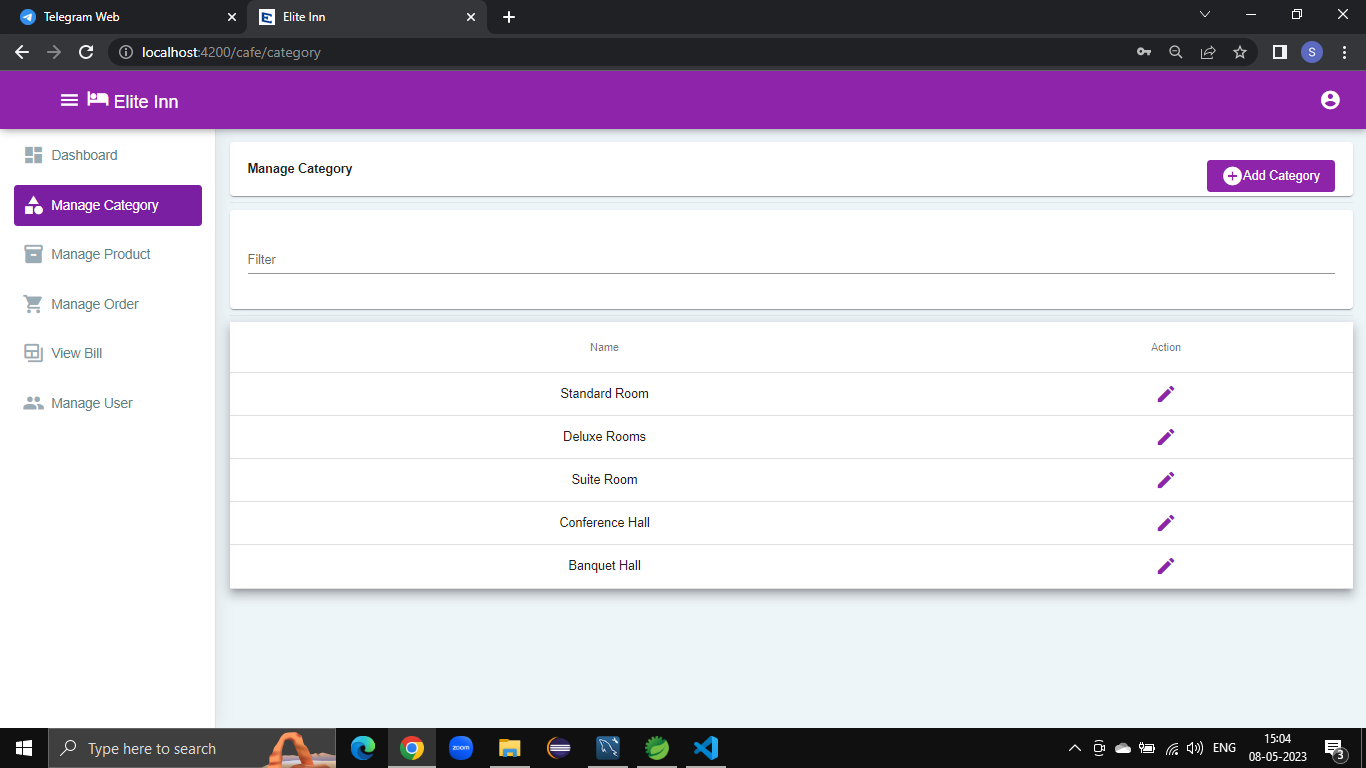 Telegram Web
Elite Inn
localhost:4200/cafe/category
S
Elite Inn
Dashboard
Manage Category
Manage Product
Manage Order
View Bill
Manage User
Manage Category
Add Category
Filter
Name Action
Standard Room
Deluxe Rooms
Suite Room
Conference Hall
Banquet Hall
Type here to search
zoom
ENG
15:04
08-05-2023
3